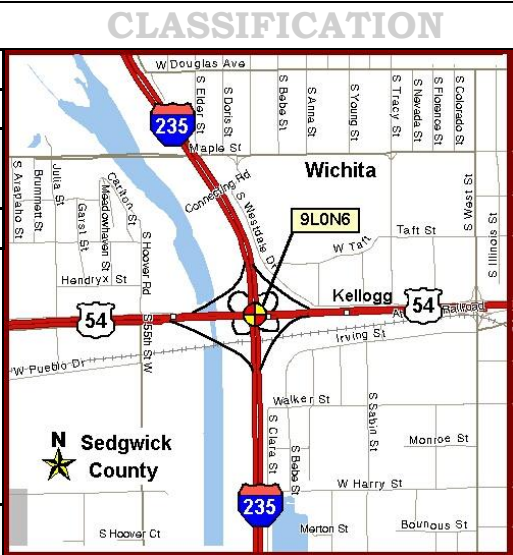 CLASSIFICATION
W Douglas Ave
S Elder St
S Doris St
S Bebe St
S Anna St
S Young St
S Tracy St
S Nevada St
S Florence St
S Colorado St
235
Maple St
Wichita
S Arapaho St
Brummett St
Julia St
Garst St
Meadowhaven St
Carlton St
Connecting Rd
S Westdale Dr
9L0N6
S West St
S Illinois St
Taft St
W Taft
S Hoover Rd
Hendryx St
Kellogg
54
54
Railroad
Irving St
S 55th St W
W Pueblo Dr
Walker St
S Sabin St
S Clara St
S Bebe St
Monroe St
N
Sedgwick
County
W Harry St
235
S Hoover Ct
Merton St
Bounous St